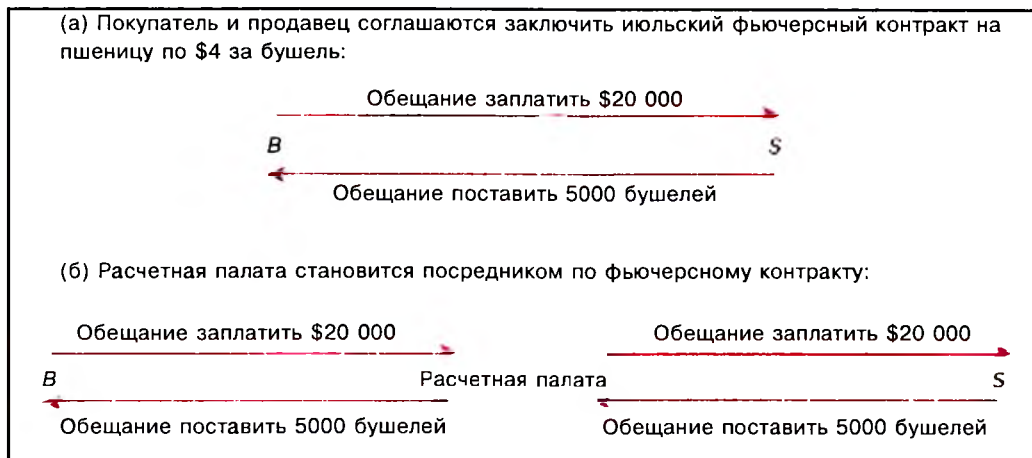 (а) Покупатель и продавец соглашаются заключить июльский фьючерсный контракт на
пшеницу по $4 за бушель:
Обещание заплатить $20 000
B S
Обещание поставить 5000 бушелей
(б) Расчетная палата становится посредником по фьючерсному контракту:
Обещание заплатить $20 000 Обещание заплатить $20 000
B Расчетная палата S
Обещание поставить 5000 бушелей Обещание поставить 5000 бушелей